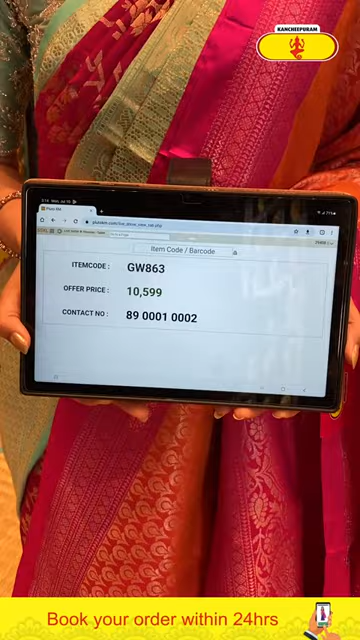 KANCHEEPURAM
Item Code / Barcode
ITEMCODE : GW863
OFFER PRICE : 10,599
CONTACT NO : 89 0001 0002
Book your order within 24hrs